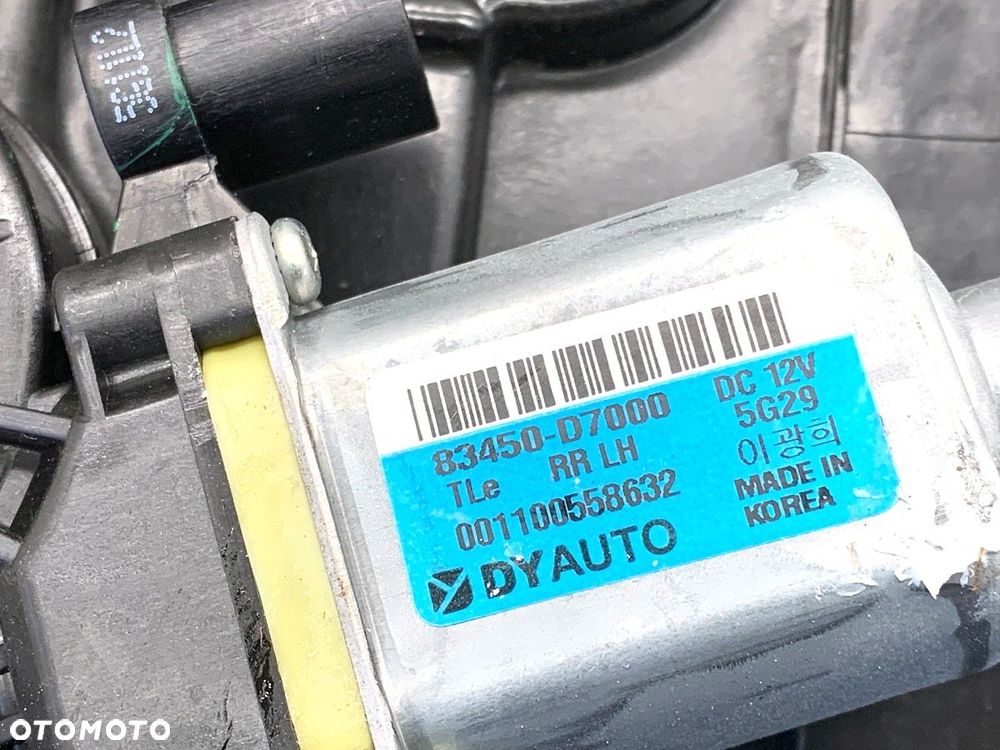 83450-D7000
DC 12V
TLe
RR LH
5G29
001100558632
이광희
DYAUTO
MADE IN
KOREA
OTOMOTO